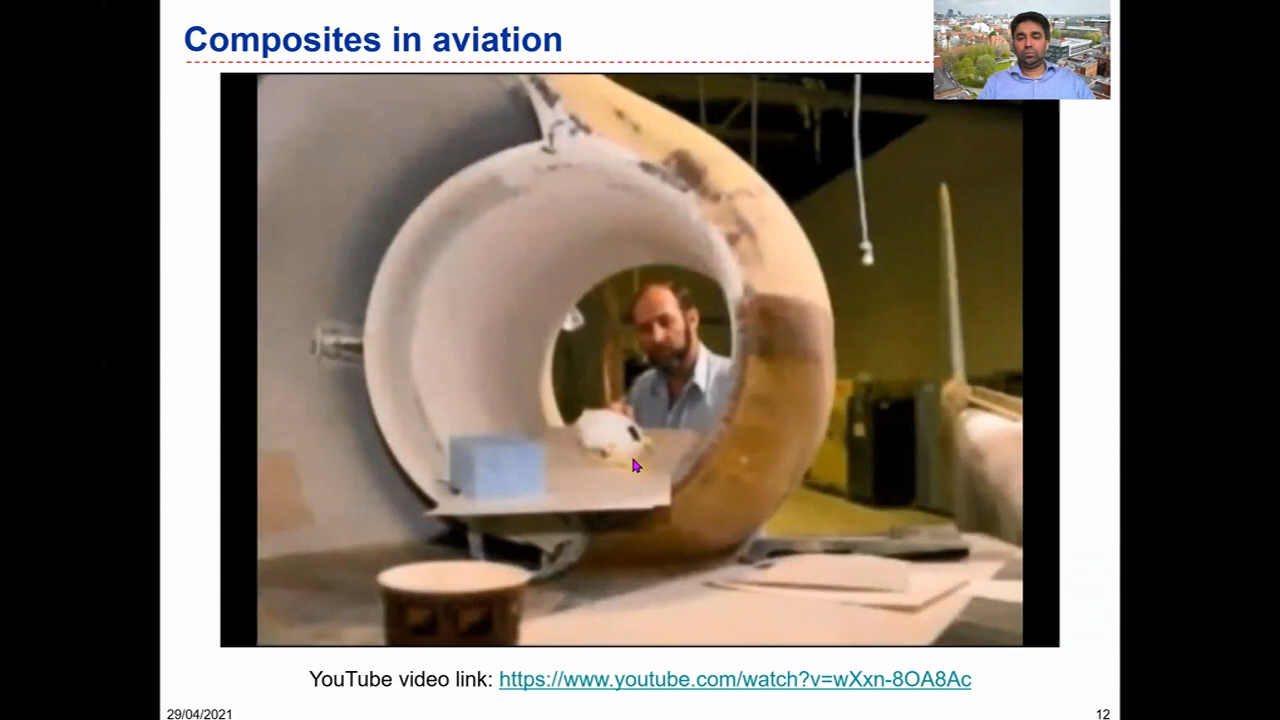 Composites in aviation
YouTube video link: https://www.youtube.com/watch?v=wXxn-8OA8Ac
29/04/2021
12